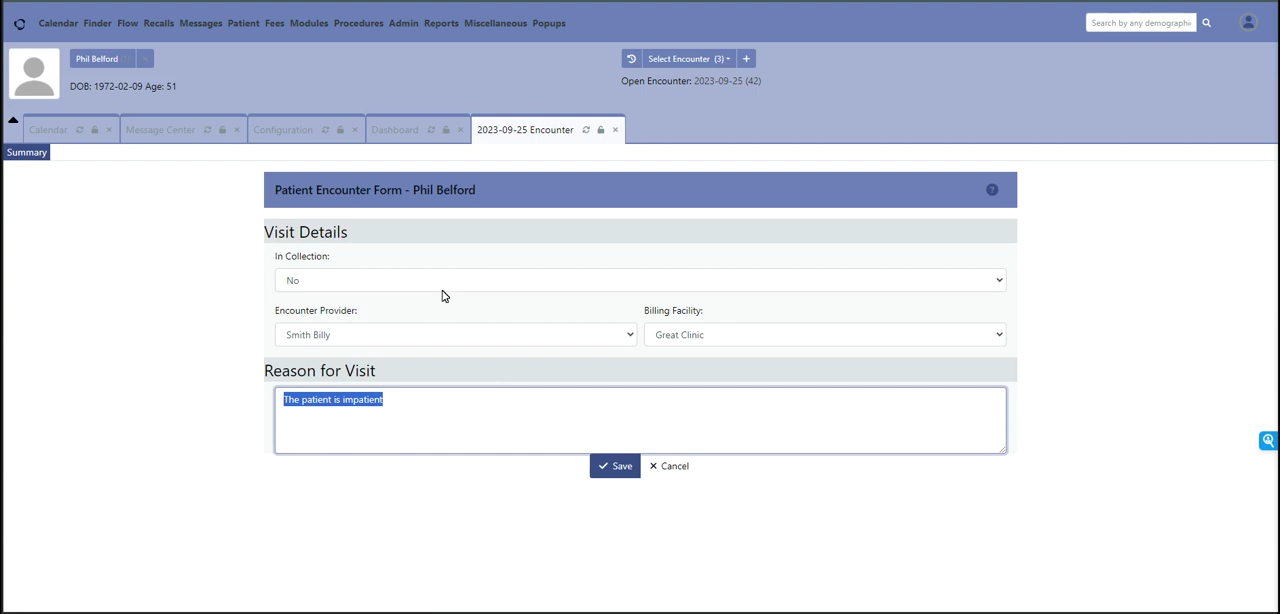 Calendar Finder Flow Recalls Messages Patient Fees Modules Procedures Admin Reports Miscellaneous Popups
Search by any demographi
Phil Belford
DOB: 1972-02-09 Age: 51
Select Encounter (3)
Open Encounter: 2023-09-25 (42)
Calendar
Message Center
Configuration
Dashboard
2023-09-25 Encounter
Summary
Patient Encounter Form - Phil Belford
Visit Details
In Collection:
No
Encounter Provider:
Billing Facility:
Smith Billy
Great Clinic
Reason for Visit
The patient is impatient
Save
Cancel